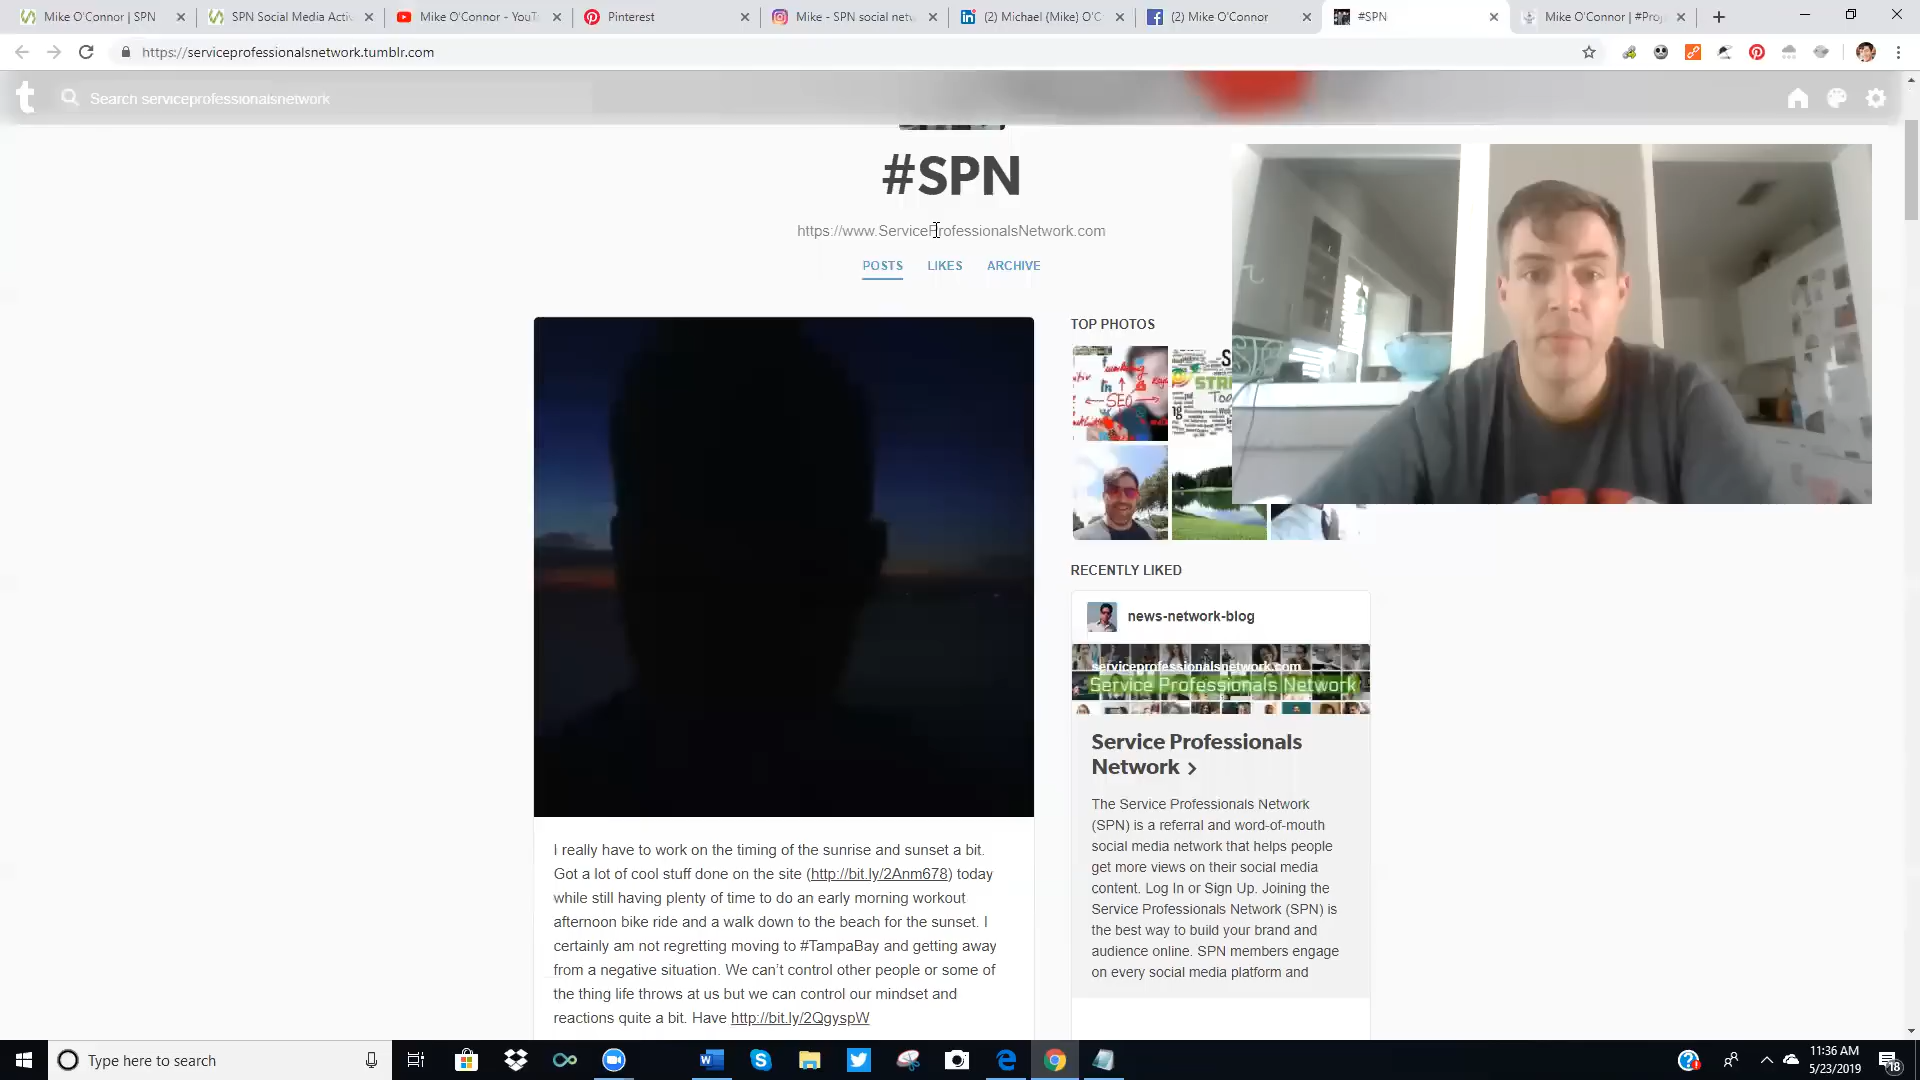 Mike O'Connor | SPN
SPN Social Media Activ
Mike O'Connor - YouTu
Pinterest
Mike - SPN social netw
(2) Michael (Mike) O'C
(2) Mike O'Connor
#SPN
Mike O'Connor | #Proj
https://serviceprofessionalsnetwork.tumblr.com
Search serviceprofessionalsnetwork
#SPN
https://www.ServiceProfessionalsNetwork.com
POSTS
LIKES
ARCHIVE
TOP PHOTOS
SEO
RECENTLY LIKED
news-network-blog
serviceprofessionalsnetwork.com
Service Professionals Network
Service Professionals
Network >
The Service Professionals Network
(SPN) is a referral and word-of-mouth
social media network that helps people
get more views on their social media
content. Log In or Sign Up. Joining the
Service Professionals Network (SPN) is
the best way to build your brand and
audience online. SPN members engage
on every social media platform and
I really have to work on the timing of the sunrise and sunset a bit.
Got a lot of cool stuff done on the site (http://bit.ly/2Anm678) today
while still having plenty of time to do an early morning workout
afternoon bike ride and a walk down to the beach for the sunset. I
certainly am not regretting moving to #TampaBay and getting away
from a negative situation. We can't control other people or some of
the thing life throws at us but we can control our mindset and
reactions quite a bit. Have http://bit.ly/2QgyspW
Type here to search
11:36 AM
5/23/2019
18